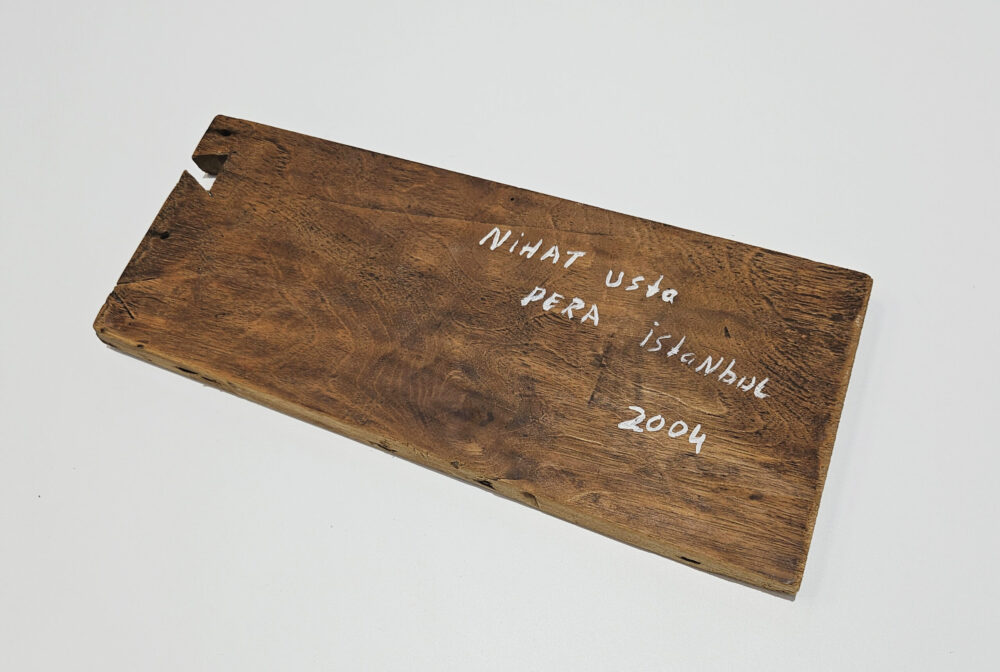 NiHAT usta
PERA istaNbuL
2004